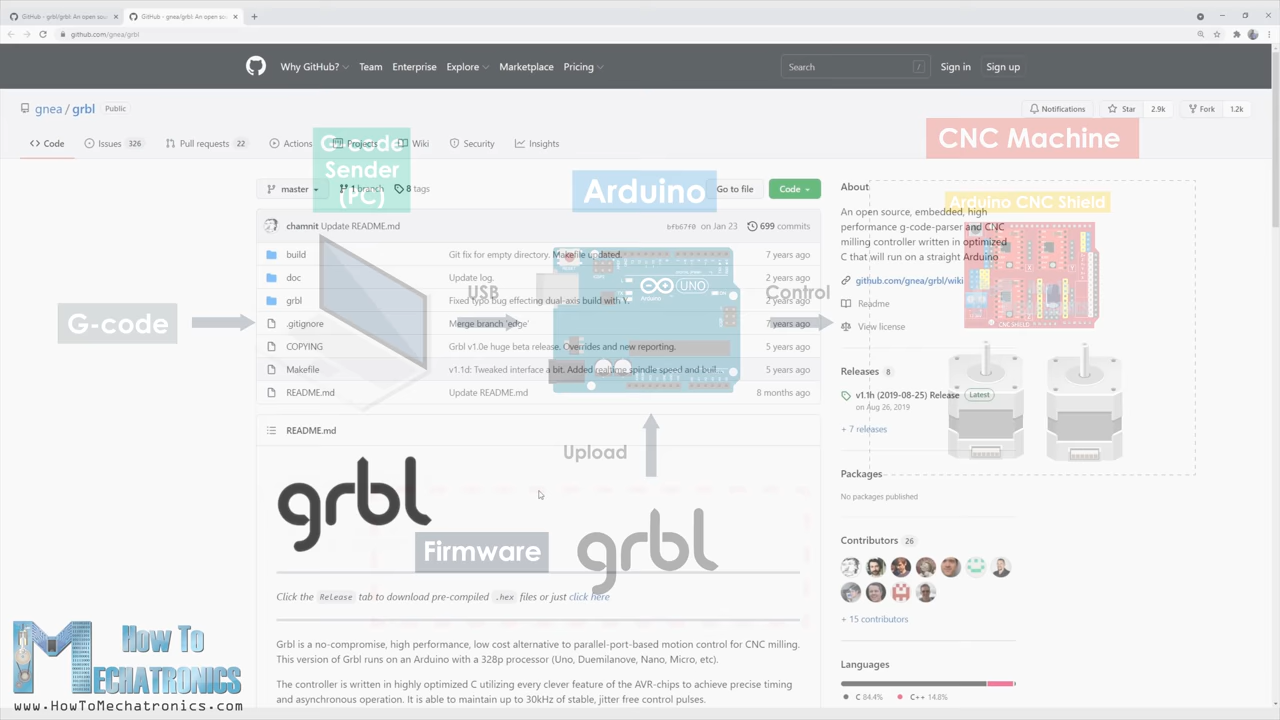 GitHub - grbl/grbl: An open sou
GitHub - gnea/grbl: An open sou
github.com/gnea/grbl
Why GitHub? Team Enterprise Explore Marketplace Pricing
Search /
Sign in Sign up
gnea / grbl Public
Notifications Star 2.9k Fork 1.2k
Code Issues 326 Pull requests 22 Actions Projects Wiki Security Insights
G-code
Sender
(PC)
Arduino
CNC Machine
Arduino CNC Shield
master 1 branch 8 tags Go to file Code
chamnit Update README.md bfb67f0 on Jan 23 699 commits
build Git fix for empty directory. Makefile updated. 7 years ago
doc Update log. 2 years ago
grbl Fixed typo bug effecting dual-axis build with V 2 years ago
.gitignore Merge branch 'edge' 7 years ago
COPYING Grbl v1.0e huge beta release. Overrides and new reporting. 5 years ago
Makefile v1.1d: Tweaked interface a bit. Added realtime spindle speed and buil 5 years ago
README.md Update README.md 8 months ago
G-code
USB
UNO
Arduino
Control
CNC SHIELD
Upload
Firmware
grbl
About
An open source, embedded, high
performance g-code-parser and CNC
milling controller written in optimized
C that will run on a straight Arduino
github.com/gnea/grbl/wiki
Readme
View license
Releases 8
v1.1h (2019-08-25) Release Latest
on Aug 26, 2019
+ 7 releases
Packages
No packages published
Contributors 26
+ 15 contributors
Languages
C 84.4% C++ 14.8%
README.md
grbl
Click the Release tab to download pre-compiled .hex files or just click here
Grbl is a no-compromise, high performance, low cost alternative to parallel-port-based motion control for CNC milling.
This version of Grbl runs on an Arduino with a 328p processor (Uno, Duemilanove, Nano, Micro, etc).
The controller is written in highly optimized C utilizing every clever feature of the AVR-chips to achieve precise timing
and asynchronous operation. It is able to maintain up to 30kHz of stable, jitter free control pulses.
How To
MECHATRONICS
www.HowToMechatronics.com